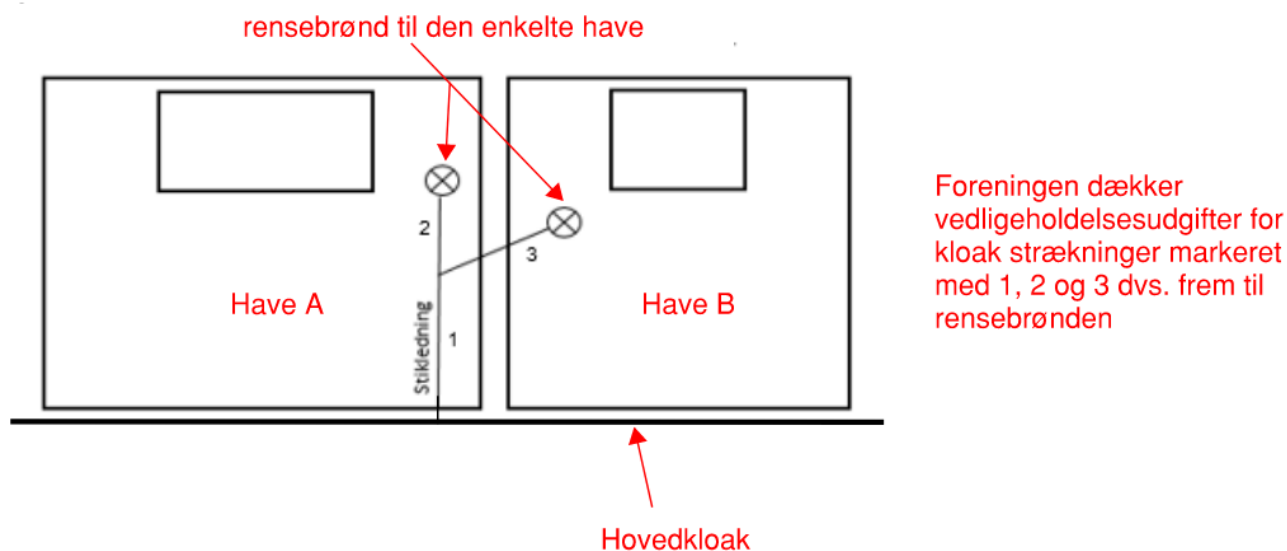 rensebrønd til den enkelte have
2
3
Have A
Have B
Stikledning
1
Foreningen dækker
vedligeholdelsesudgifter for
kloak strækninger markeret
med 1, 2 og 3 dvs. frem til
rensebrønden
Hovedkloak